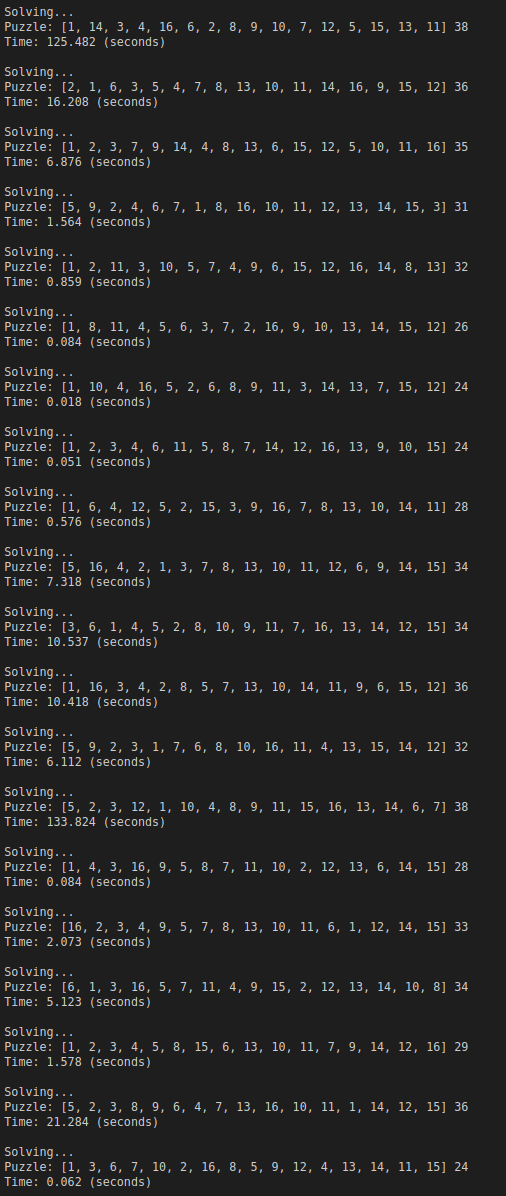 Solving...
Puzzle: [1, 14, 3, 4, 16, 6, 2, 8, 9, 10, 7, 12, 5, 15, 13, 11] 38
Time: 125.482 (seconds)
Solving...
Puzzle: [2, 1, 6, 3, 5, 4, 7, 8, 13, 10, 11, 14, 16, 9, 15, 12] 36
Time: 16.208 (seconds)
Solving...
Puzzle: [1, 2, 3, 7, 9, 14, 4, 8, 13, 6, 15, 12, 5, 10, 11, 16] 35
Time: 6.876 (seconds)
Solving...
Puzzle: [5, 9, 2, 4, 6, 7, 1, 8, 16, 10, 11, 12, 13, 14, 15, 3] 31
Time: 1.564 (seconds)
Solving...
Puzzle: [1, 2, 11, 3, 10, 5, 7, 4, 9, 6, 15, 12, 16, 14, 8, 13] 32
Time: 0.859 (seconds)
Solving...
Puzzle: [1, 8, 11, 4, 5, 6, 3, 7, 2, 16, 9, 10, 13, 14, 15, 12] 26
Time: 0.084 (seconds)
Solving...
Puzzle: [1, 10, 4, 16, 5, 2, 6, 8, 9, 11, 3, 14, 13, 7, 15, 12] 24
Time: 0.018 (seconds)
Solving...
Puzzle: [1, 2, 3, 4, 6, 11, 5, 8, 7, 14, 12, 16, 13, 9, 10, 15] 24
Time: 0.051 (seconds)
Solving...
Puzzle: [1, 6, 4, 12, 5, 2, 15, 3, 9, 16, 7, 8, 13, 10, 14, 11] 28
Time: 0.576 (seconds)
Solving...
Puzzle: [5, 16, 4, 2, 1, 3, 7, 8, 13, 10, 11, 12, 6, 9, 14, 15] 34
Time: 7.318 (seconds)
Solving...
Puzzle: [3, 6, 1, 4, 5, 2, 8, 10, 9, 11, 7, 16, 13, 14, 12, 15] 34
Time: 10.537 (seconds)
Solving...
Puzzle: [1, 16, 3, 4, 2, 8, 5, 7, 13, 10, 14, 11, 9, 6, 15, 12] 36
Time: 10.418 (seconds)
Solving...
Puzzle: [5, 9, 2, 3, 1, 7, 6, 8, 10, 16, 11, 4, 13, 15, 14, 12] 32
Time: 6.112 (seconds)
Solving...
Puzzle: [5, 2, 3, 12, 1, 10, 4, 8, 9, 11, 15, 16, 13, 14, 6, 7] 38
Time: 133.824 (seconds)
Solving...
Puzzle: [1, 4, 3, 16, 9, 5, 8, 7, 11, 10, 2, 12, 13, 6, 14, 15] 28
Time: 0.084 (seconds)
Solving...
Puzzle: [16, 2, 3, 4, 9, 5, 7, 8, 13, 10, 11, 6, 1, 12, 14, 15] 33
Time: 2.073 (seconds)
Solving...
Puzzle: [6, 1, 3, 16, 5, 7, 11, 4, 9, 15, 2, 12, 13, 14, 10, 8] 34
Time: 5.123 (seconds)
Solving...
Puzzle: [1, 2, 3, 4, 5, 8, 15, 6, 13, 10, 11, 7, 9, 14, 12, 16] 29
Time: 1.578 (seconds)
Solving...
Puzzle: [5, 2, 3, 8, 9, 6, 4, 7, 13, 16, 10, 11, 1, 14, 12, 15] 36
Time: 21.284 (seconds)
Solving...
Puzzle: [1, 3, 6, 7, 10, 2, 16, 8, 5, 9, 12, 4, 13, 14, 11, 15] 24
Time: 0.062 (seconds)